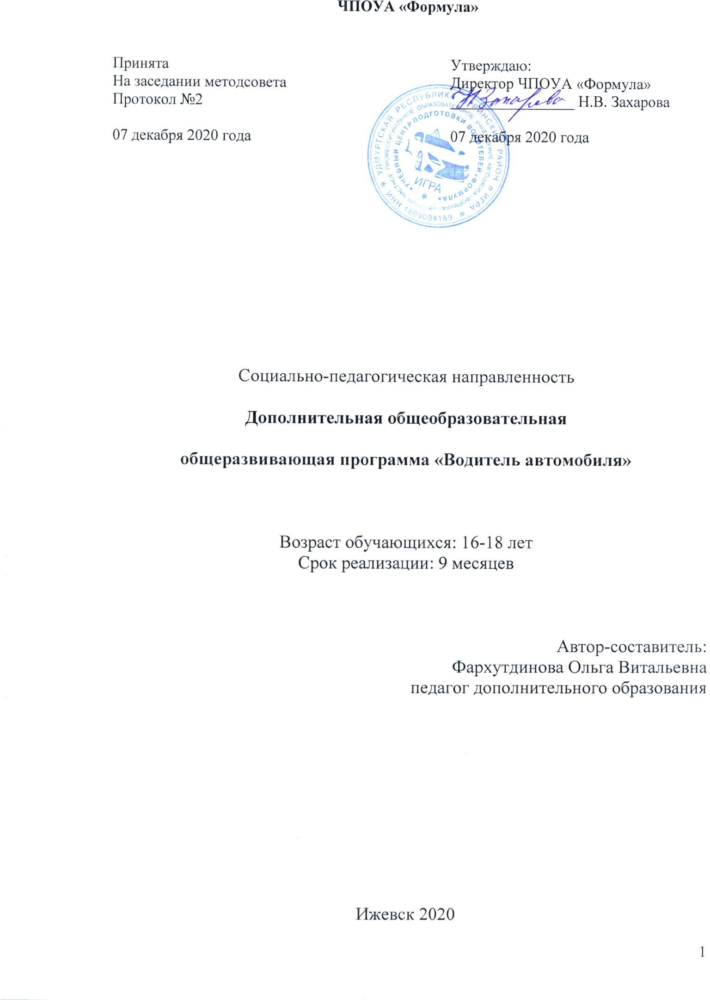 ЧПОУА «Формула»
Принята
На заседании методсовета
Протокол №2
07 декабря 2020 года
Утверждаю:
Директор ЧПОУА «Формула»
Н.В. Захарова
07 декабря 2020 года
УДМУРТСКАЯ РЕСПУБЛИКА РАЙОН п ИГРА
ИНН 1809008189
ЧАСТНОЕ ПРОФЕССИОНАЛЬНОЕ ОБРАЗОВАТЕЛЬНОЕ УЧРЕЖДЕНИЕ АВТОШКОЛА «ФОРМУЛА»
«УЧЕБНЫЙ ЦЕНТР ПОДГОТОВКИ ВОДИТЕЛЕЙ «ФОРМУЛА»
ИГРА
Социально-педагогическая направленность
Дополнительная общеобразовательная
общеразвивающая программа «Водитель автомобиля»
Возраст обучающихся: 16-18 лет
Срок реализации: 9 месяцев
Автор-составитель:
Фархутдинова Ольга Витальевна
педагог дополнительного образования
Ижевск 2020
1